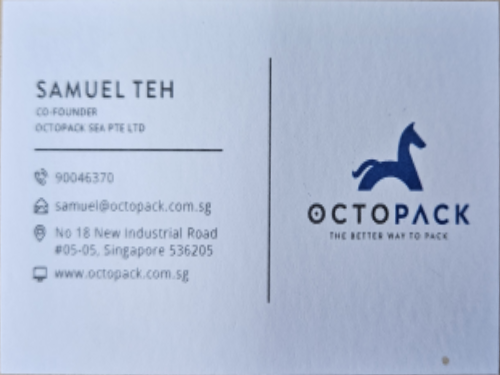 SAMUEL TEH
CO-FOUNDER
OCTOPACK SEA PTE LTD
90046370
samuel@octopack.com.sg
No 18 New Industrial Road
#05-05, Singapore 536205
www.octopack.com.sg
OCTOPACK
THE BETTER WAY TO PACK